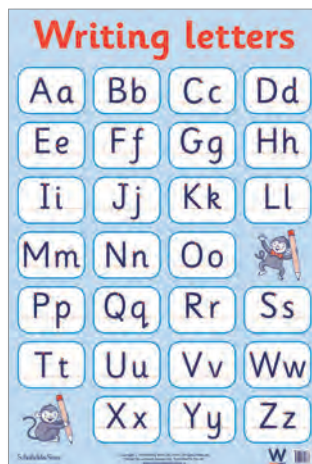 Writing letters
Aa Bb Cc Dd
Ee Ff Gg Hh
Ii Jj Kk Ll
Mm Nn Oo
Pp Qq Rr Ss
Tt Uu Vv Ww
Xx Yy Zz
W